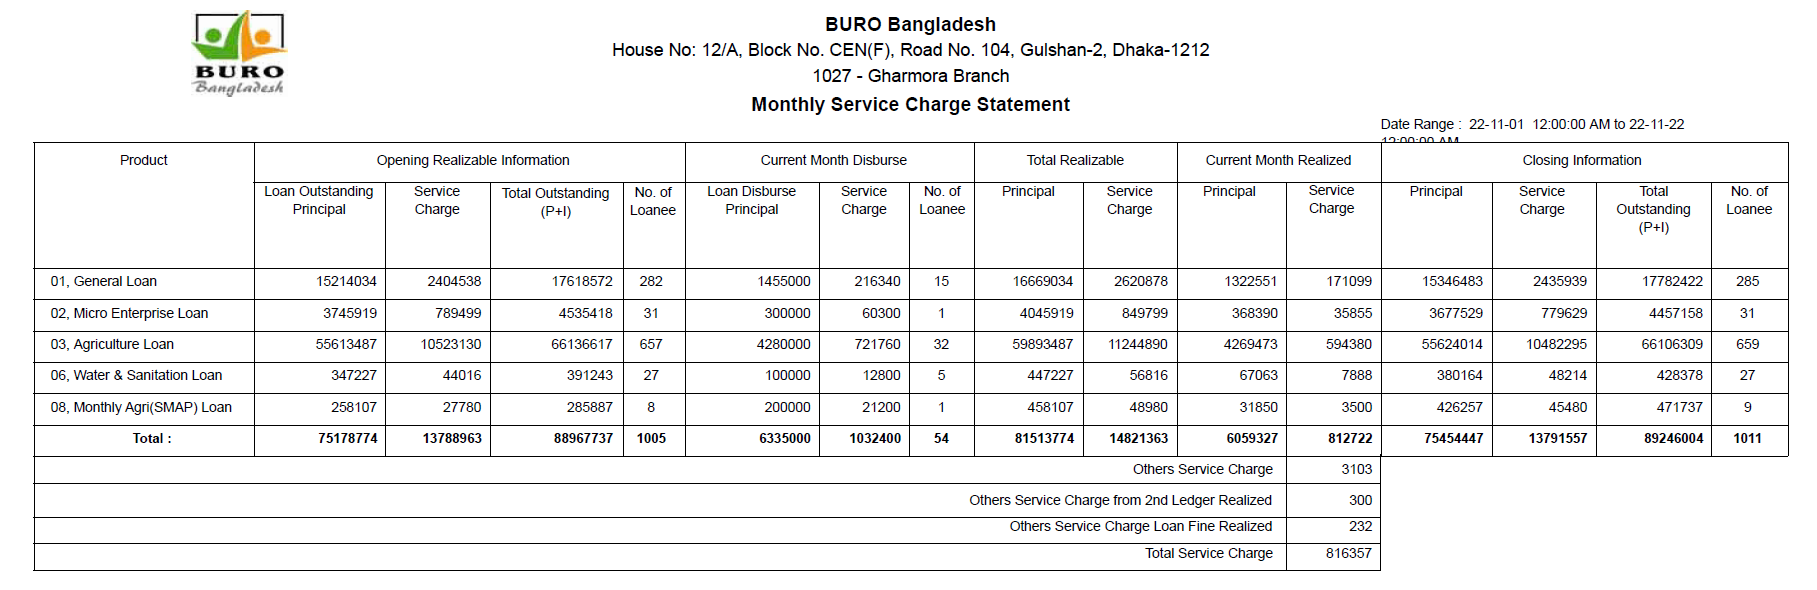 BURO
Bangladesh
BURO Bangladesh
House No: 12/A, Block No. CEN(F), Road No. 104, Gulshan-2, Dhaka-1212
1027 - Gharmora Branch
Monthly Service Charge Statement
Date Range : 22-11-01 12:00:00 AM to 22-11-22
12:00:00 AM
Product Opening Realizable Information Current Month Disburse Total Realizable Current Month Realized Closing Information
Loan Outstanding Principal Service Charge Total Outstanding (P+I) No. of Loanee Loan Disburse Principal Service Charge No. of Loanee Principal Service Charge Principal Service Charge Principal Service Charge Total Outstanding (P+I) No. of Loanee
01, General Loan 15214034 2404538 17618572 282 1455000 216340 15 16669034 2620878 1322551 171099 15346483 2435939 17782422 285
02, Micro Enterprise Loan 3745919 789499 4535418 31 300000 60300 1 4045919 849799 368390 35855 3677529 779629 4457158 31
03, Agriculture Loan 55613487 10523130 66136617 657 4280000 721760 32 59893487 11244890 4269473 594380 55624014 10482295 66106309 659
06, Water & Sanitation Loan 347227 44016 391243 27 100000 12800 5 447227 56816 67063 7888 380164 48214 428378 27
08, Monthly Agri(SMAP) Loan 258107 27780 285887 8 200000 21200 1 458107 48980 31850 3500 426257 45480 471737 9
Total : 75178774 13788963 88967737 1005 6335000 1032400 54 81513774 14821363 6059327 812722 75454447 13791557 89246004 1011
Others Service Charge 3103
Others Service Charge from 2nd Ledger Realized 300
Others Service Charge Loan Fine Realized 232
Total Service Charge 816357